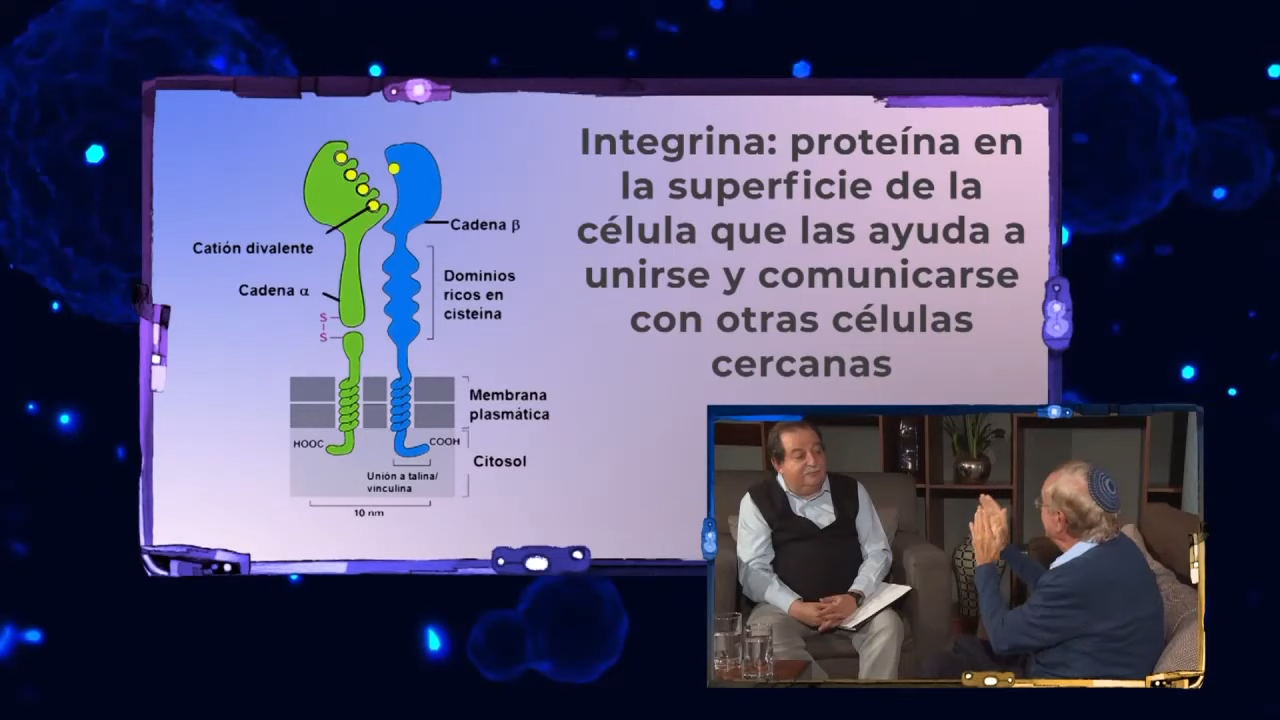 Integrina: proteína en
la superficie de la
célula que las ayuda a
unirse y comunicarse
con otras células
cercanas
Cadena β
Catión divalente
Dominios
ricos en
cisteína
Cadena α
S
S
Membrana
plasmática
HOOC
COOH
Citosol
Unión a talina/
vinculina
10 nm